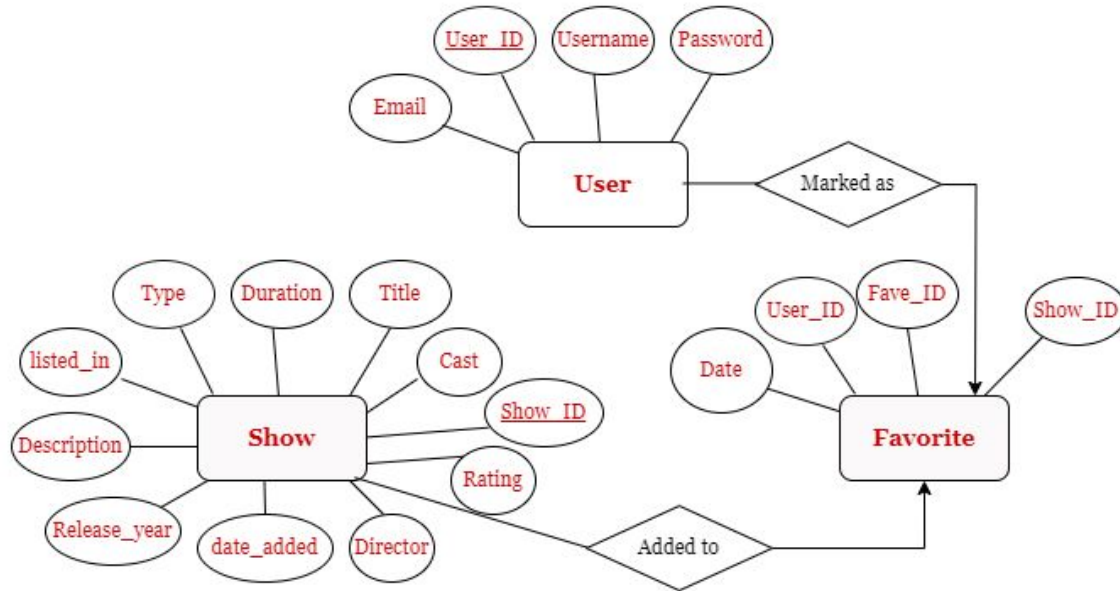 User_ID
Username
Password
Email
User
Marked as
Type
Duration
Title
listed_in
Cast
Show_ID
Description
Show
Rating
Release_year
date_added
Director
User_ID
Fave_ID
Show_ID
Date
Favorite
Added to